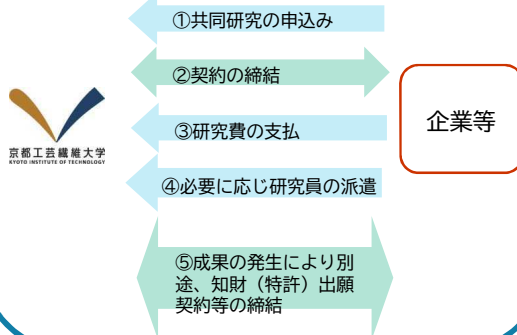 ①共同研究の申込み
②契約の締結
京都工芸繊維大学
KYOTO INSTITUTE OF TECHNOLOGY
③研究費の支払
企業等
④必要に応じ研究員の派遣
⑤成果の発生により別
途、知財（特許）出願
契約等の締結